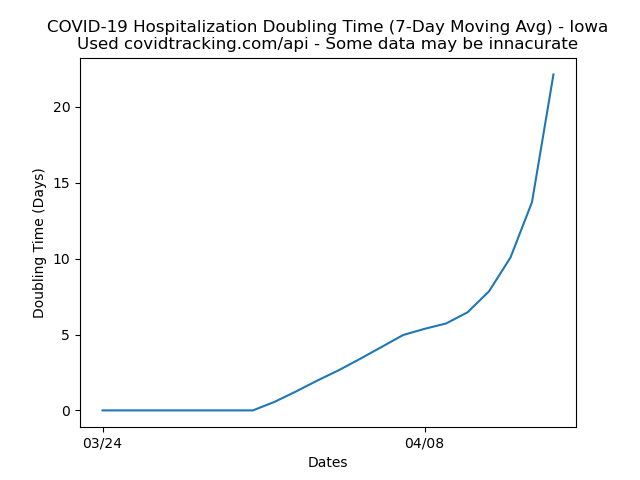 COVID-19 Hospitalization Doubling Time (7-Day Moving Avg) - Iowa
Used covidtracking.com/api - Some data may be innacurate
20
15
10
5
0
Doubling Time (Days)
03/24
04/08
Dates